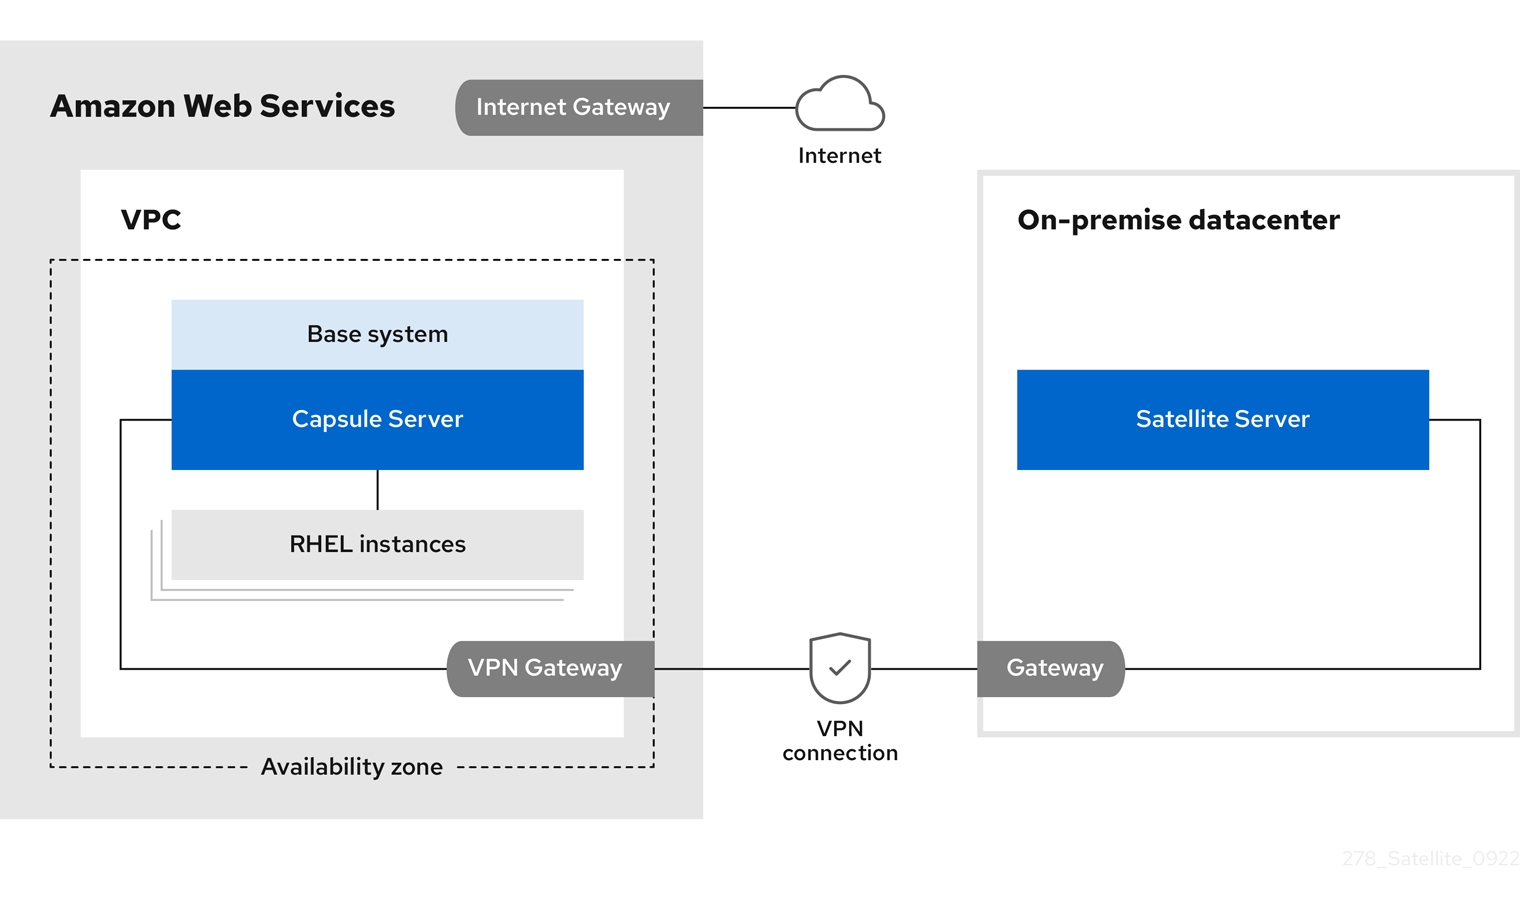 Amazon Web Services
Internet Gateway
Internet
VPC
On-premise datacenter
Base system
Capsule Server
Satellite Server
RHEL instances
VPN Gateway
Gateway
VPN
connection
Availability zone
278_Satellite_0922